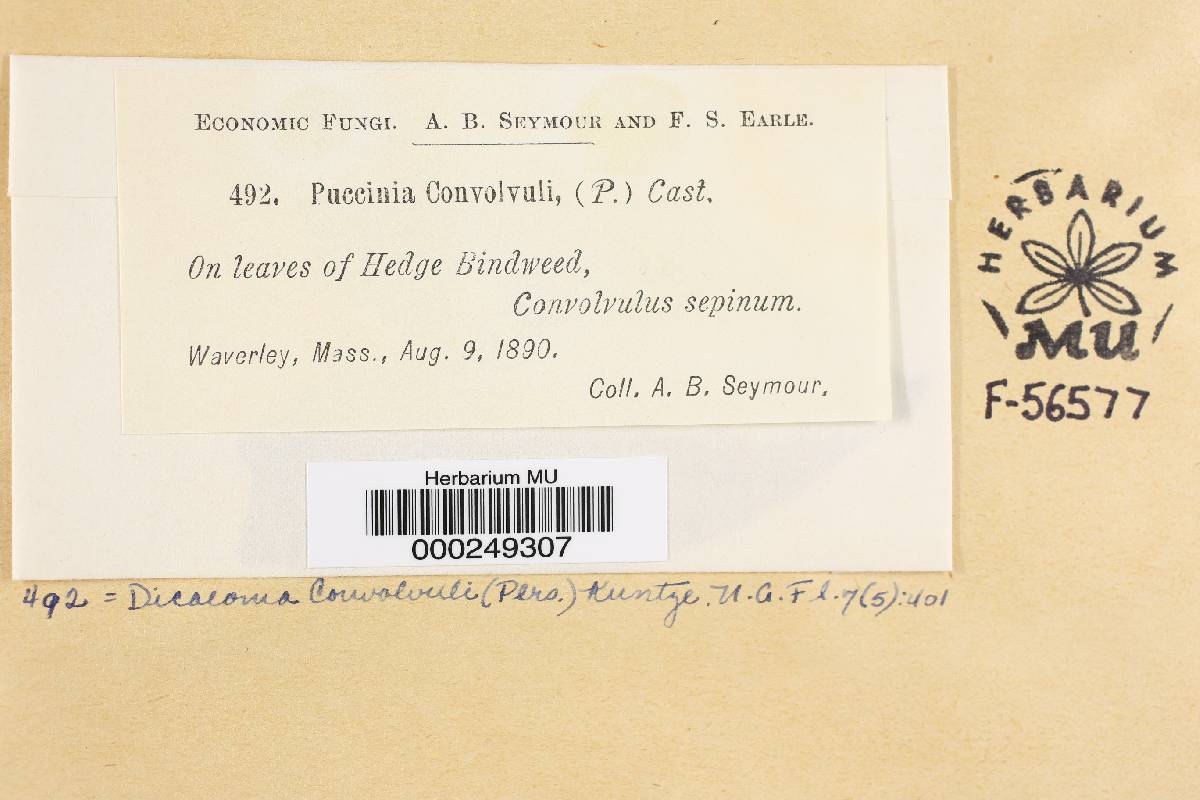 ECONOMIC FUNGI. A. B. SEYMOUR AND F. S. EARLE.
492. Puccinia Convolvuli, (P.) Cast.
On leaves of Hedge Bindweed,
Convolvulus sepinum.
Waverley, Mass., Aug. 9, 1890.
Coll. A. B. Seymour.
HERBARIUM
MU
F-56577
Herbarium MU
000249307
492 = Dicaeoma Convolvuli (Pers.) Kuntze. N. A. Fl. 7(5):401